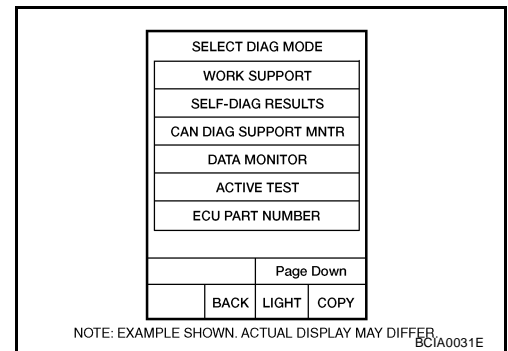 SELECT DIAG MODE
WORK SUPPORT
SELF-DIAG RESULTS
CAN DIAG SUPPORT MNTR
DATA MONITOR
ACTIVE TEST
ECU PART NUMBER
Page Down
BACK LIGHT COPY
NOTE: EXAMPLE SHOWN. ACTUAL DISPLAY MAY DIFFER.
BCIA0031E